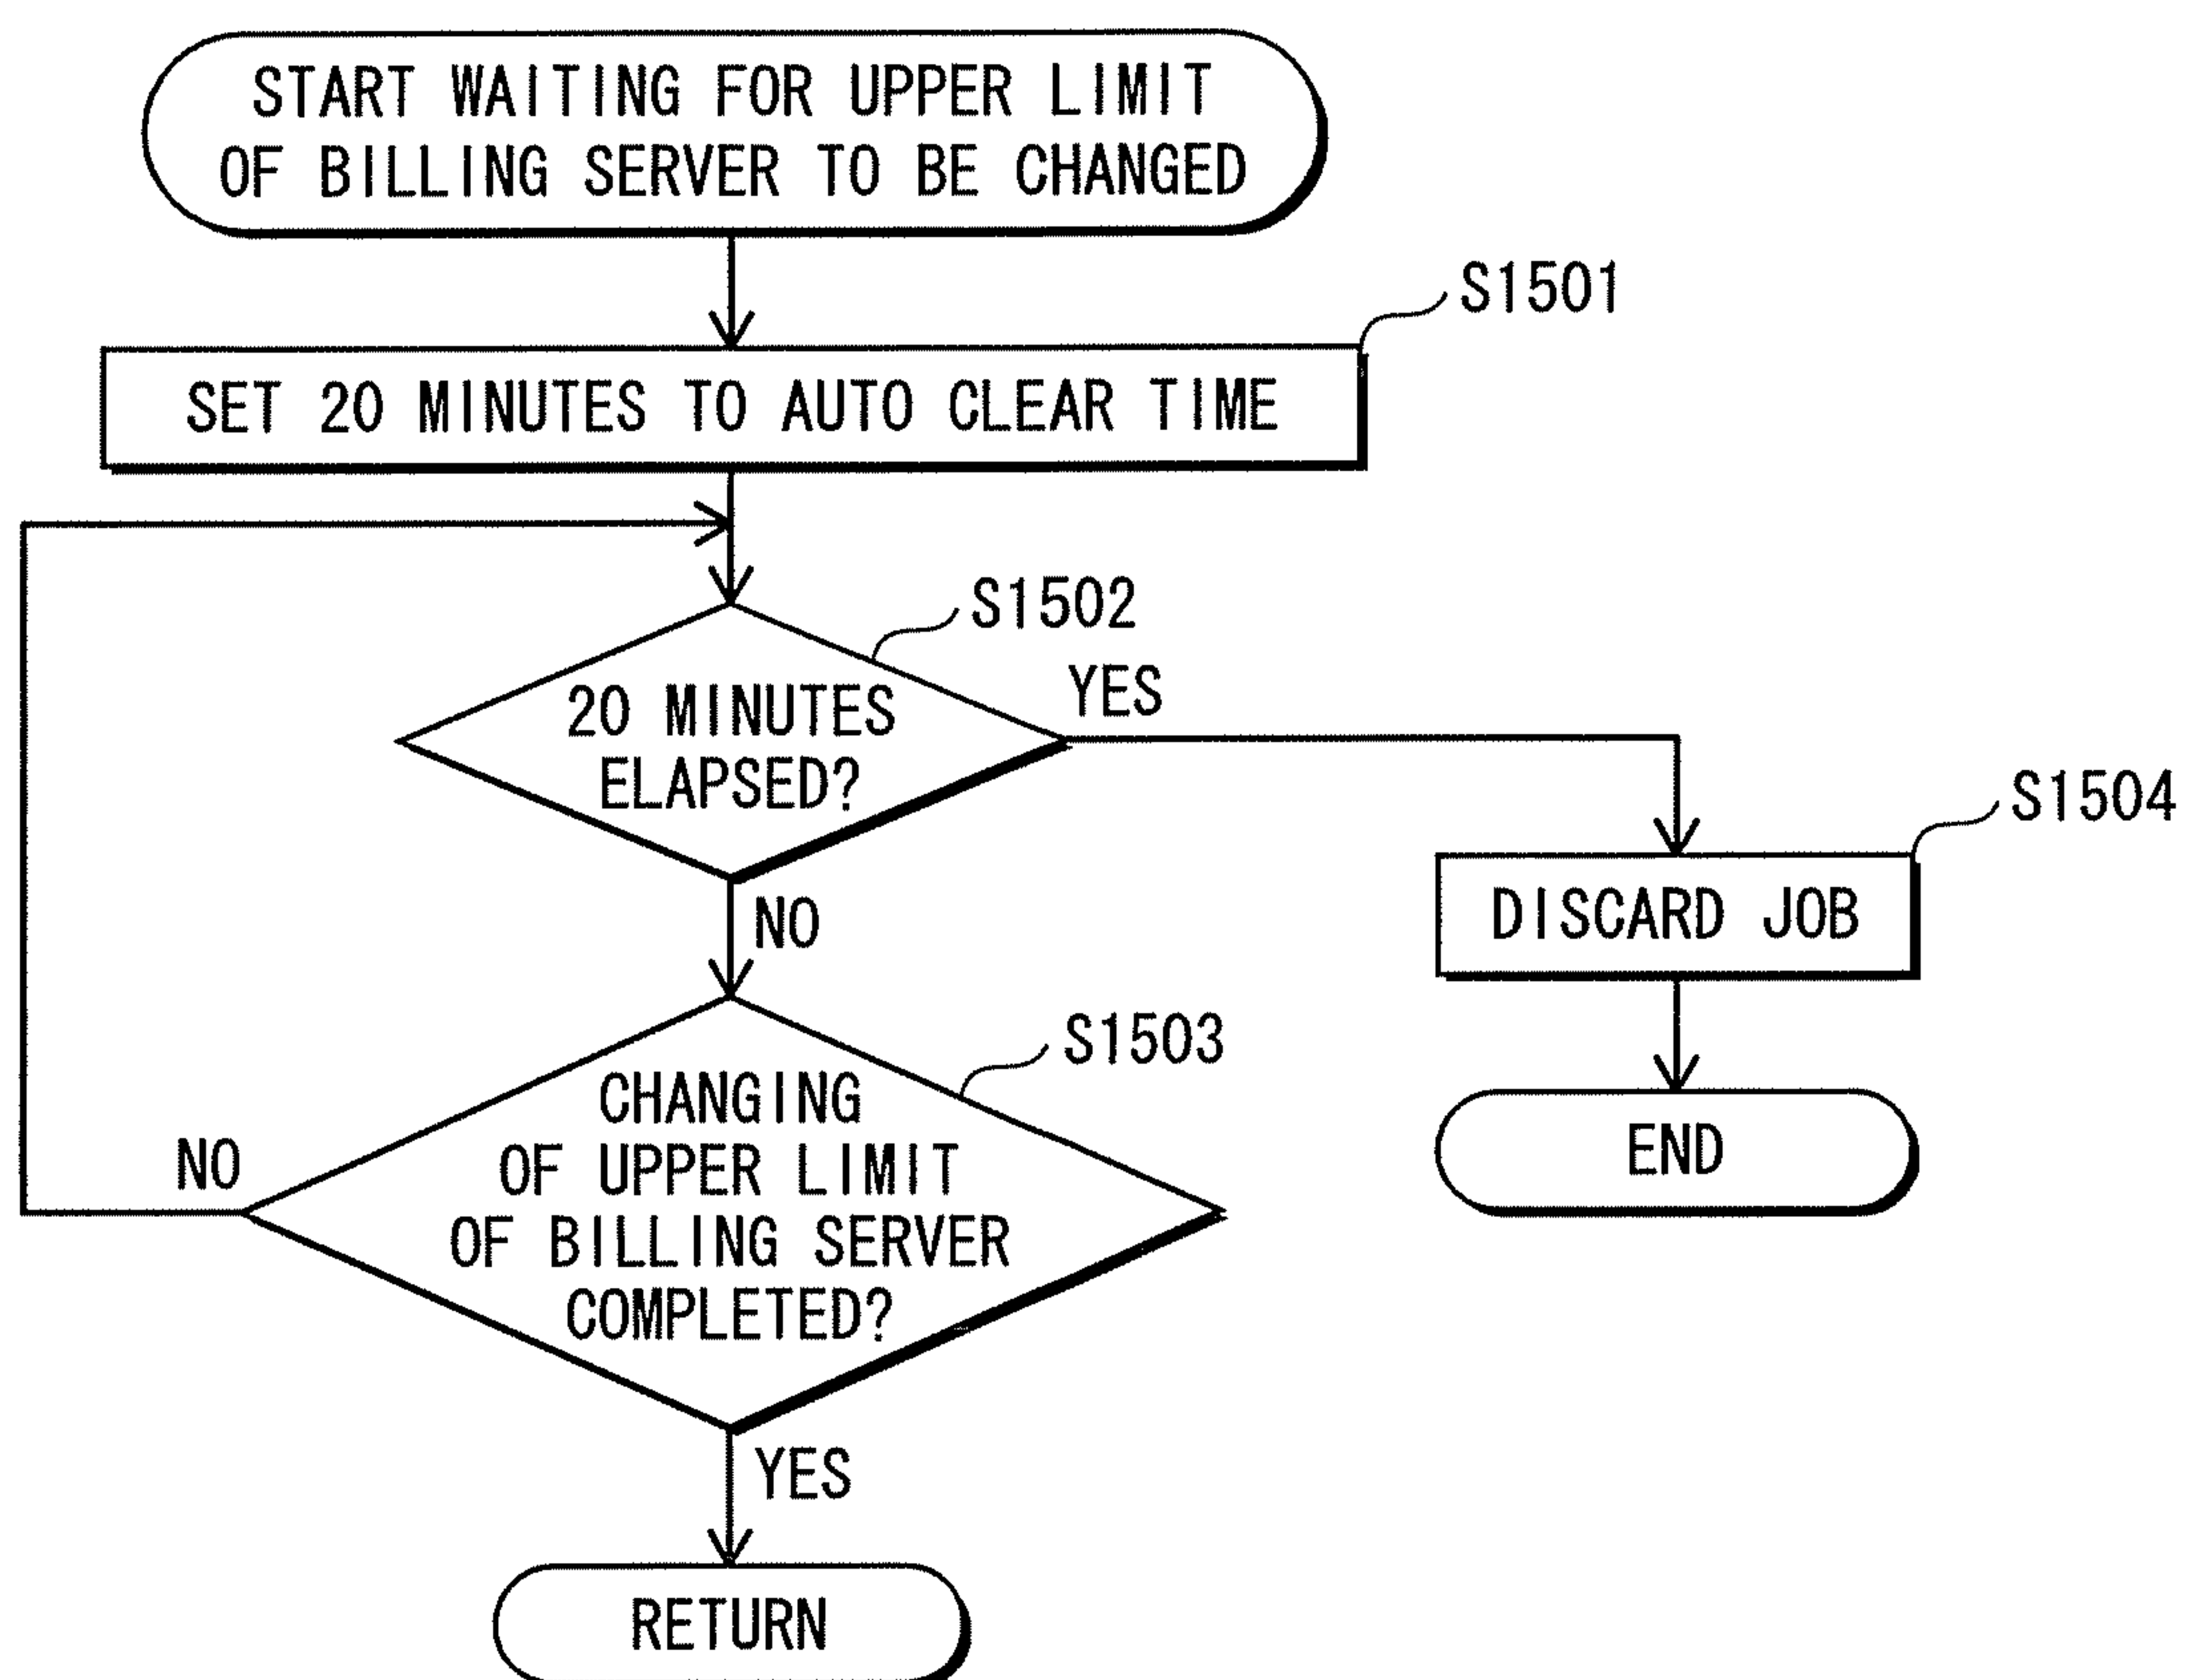 START WAITING FOR UPPER LIMIT
OF BILLING SERVER TO BE CHANGED
S1501
SET 20 MINUTES TO AUTO CLEAR TIME
S1502
20 MINUTES
ELAPSED?
YES
S1504
DISCARD JOB
NO
S1503
CHANGING
OF UPPER LIMIT
OF BILLING SERVER
COMPLETED?
NO
END
YES
RETURN